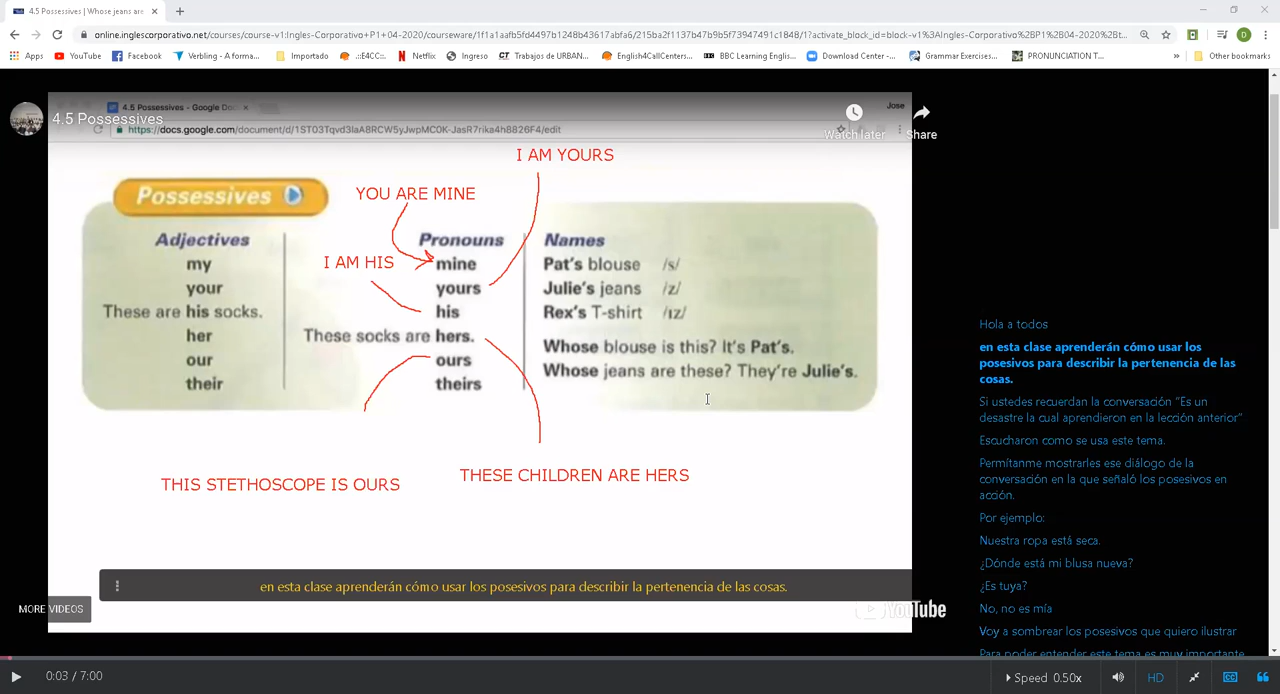 4.5 Possessives | Whose jeans are
online.inglescorporativo.net/courses/course-v1:Ingles-Corporativo+P1+04-2020/courseware/1f1a1aafb5fd4497b1248b43617abfa6/215ba2f1137b47b9b5f73947491c1848/1?activate_block_id=block-v1%3AIngles-Corporativo%2BP1%2B04-2020%2Bt...
Apps YouTube Facebook Verbling - A forma... Importado .::E4CC::. Netflix Ingreso Trabajos de URBAN... English4CallCenters... BBC Learning Englis... Download Center -... Grammar Exercises... PRONUNCIATION T... » Other bookmarks
4.5 Possessives - Google Do Jose
4.5 Possessives
https://docs.google.com/document/d/1ST03Tqvd3laA8RCW5yJwpMC0K-JasR7rika4h8826F4/edit
Watch later Share
I AM YOURS
YOU ARE MINE
I AM HIS
Possessives
Adjectives Pronouns Names
my mine Pat's blouse /s/
your yours Julie's jeans /z/
These are his socks. his Rex's T-shirt /ɪz/
her These socks are hers.
our ours Whose blouse is this? It's Pat's.
their theirs Whose jeans are these? They're Julie's.
THIS STETHOSCOPE IS OURS THESE CHILDREN ARE HERS
en esta clase aprenderán cómo usar los posesivos para describir la pertenencia de las cosas.
MORE VIDEOS
YouTube
Hola a todos
en esta clase aprenderán cómo usar los
posesivos para describir la pertenencia de las
cosas.
Si ustedes recuerdan la conversación "Es un
desastre la cual aprendieron en la lección anterior"
Escucharon como se usa este tema.
Permítanme mostrarles ese diálogo de la
conversación en la que señaló los posesivos en
acción.
Por ejemplo:
Nuestra ropa está seca.
¿Dónde está mi blusa nueva?
¿Es tuya?
No, no es mía
Voy a sombrear los posesivos que quiero ilustrar
Para poder entender este tema es muy importante
0:03 / 7:00 Speed 0.50x HD